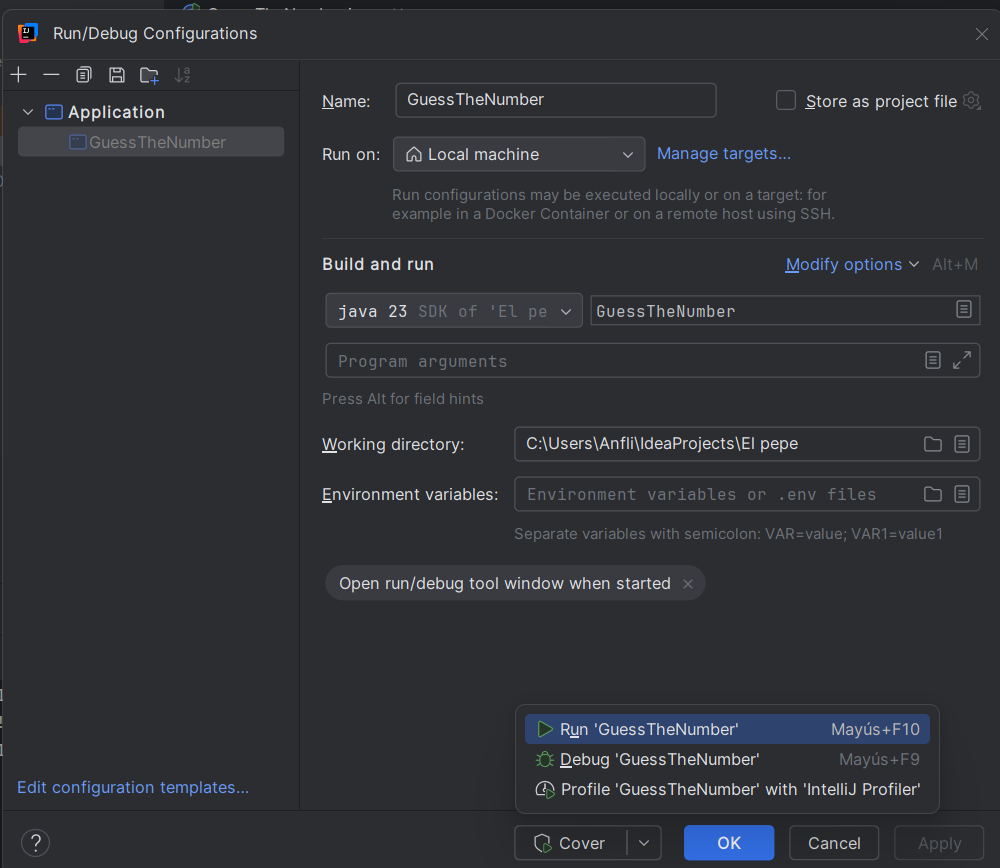 Run/Debug Configurations
Application
GuessTheNumber
Name:
GuessTheNumber
Store as project file
Run on:
Local machine
Manage targets...
Run configurations may be executed locally or on a target: for
example in a Docker Container or on a remote host using SSH.
Build and run
Modify options
Alt+M
java 23 SDK of 'El pe
GuessTheNumber
Program arguments
Press Alt for field hints
Working directory:
C:\Users\Anfli\IdeaProjects\El pepe
Environment variables:
Environment variables or .env files
Separate variables with semicolon: VAR=value; VAR1=value1
Open run/debug tool window when started
Run 'GuessTheNumber' Mayús+F10
Debug 'GuessTheNumber' Mayús+F9
Profile 'GuessTheNumber' with 'IntelliJ Profiler'
Edit configuration templates...
?
Cover
OK
Cancel
Apply